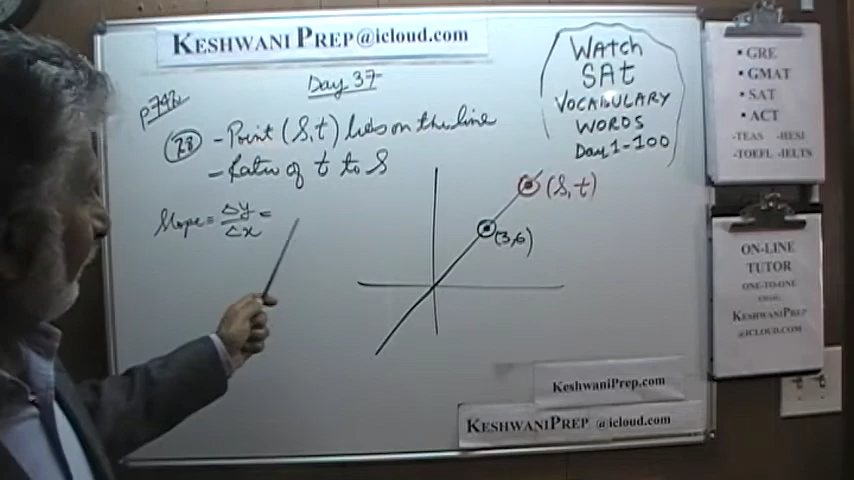 KESHWANI PREP@icloud.com
Day 37
p742
28 - Point (S,t) lies on the line
- Ratio of t to S
Slope = Δy/Δx =
(S,t)
(3,6)
WAtch
SAt
VOCABULARY
WORDS
Day 1-100
• GRE
• GMAT
• SAT
• ACT
-TEAS -HESI
-TOEFL -IELTS
ON-LINE
TUTOR
ONE-TO-ONE
KESHWANIPREP
@icloud.com
KeshwaniPrep.com
KESHWANIPREP @icloud.com